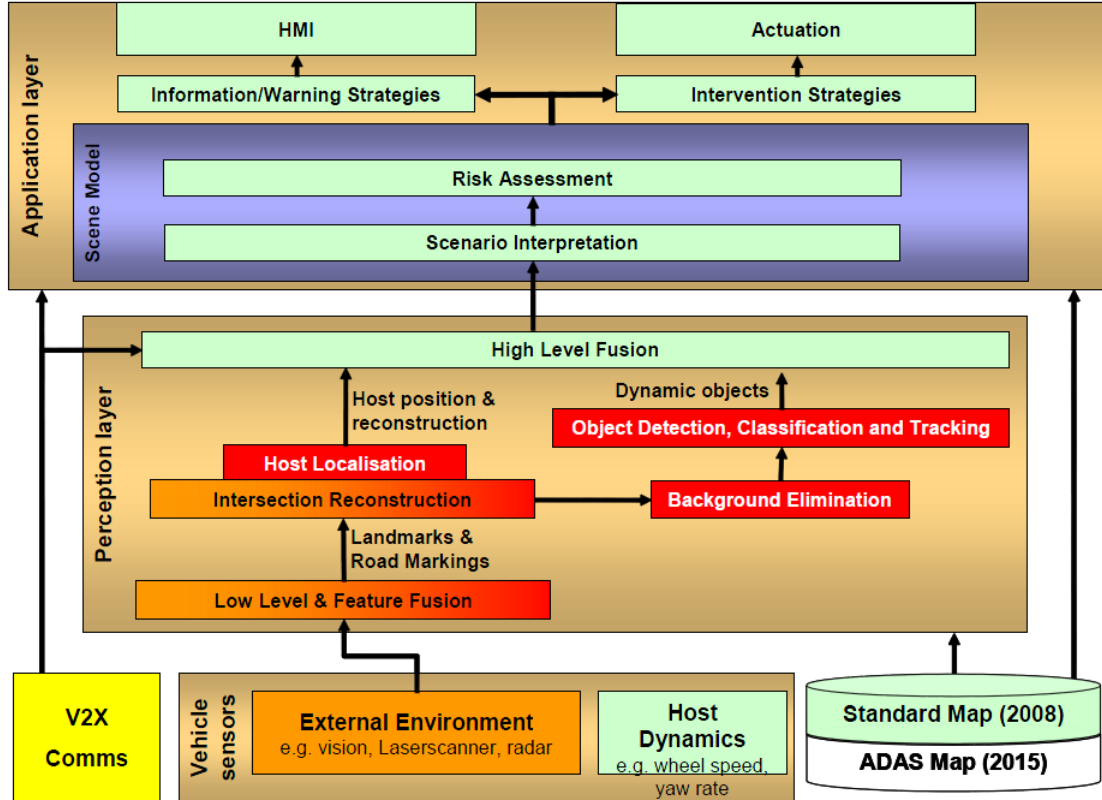 HMI
Actuation
Information/Warning Strategies
Intervention Strategies
Application layer
Scene Model
Risk Assessment
Scenario Interpretation
High Level Fusion
Host position &
reconstruction
Dynamic objects
Object Detection, Classification and Tracking
Host Localisation
Intersection Reconstruction
Background Elimination
Perception layer
Landmarks &
Road Markings
Low Level & Feature Fusion
V2X
Comms
Vehicle
sensors
External Environment
e.g. vision, Laserscanner, radar
Host
Dynamics
e.g. wheel speed,
yaw rate
Standard Map (2008)
ADAS Map (2015)